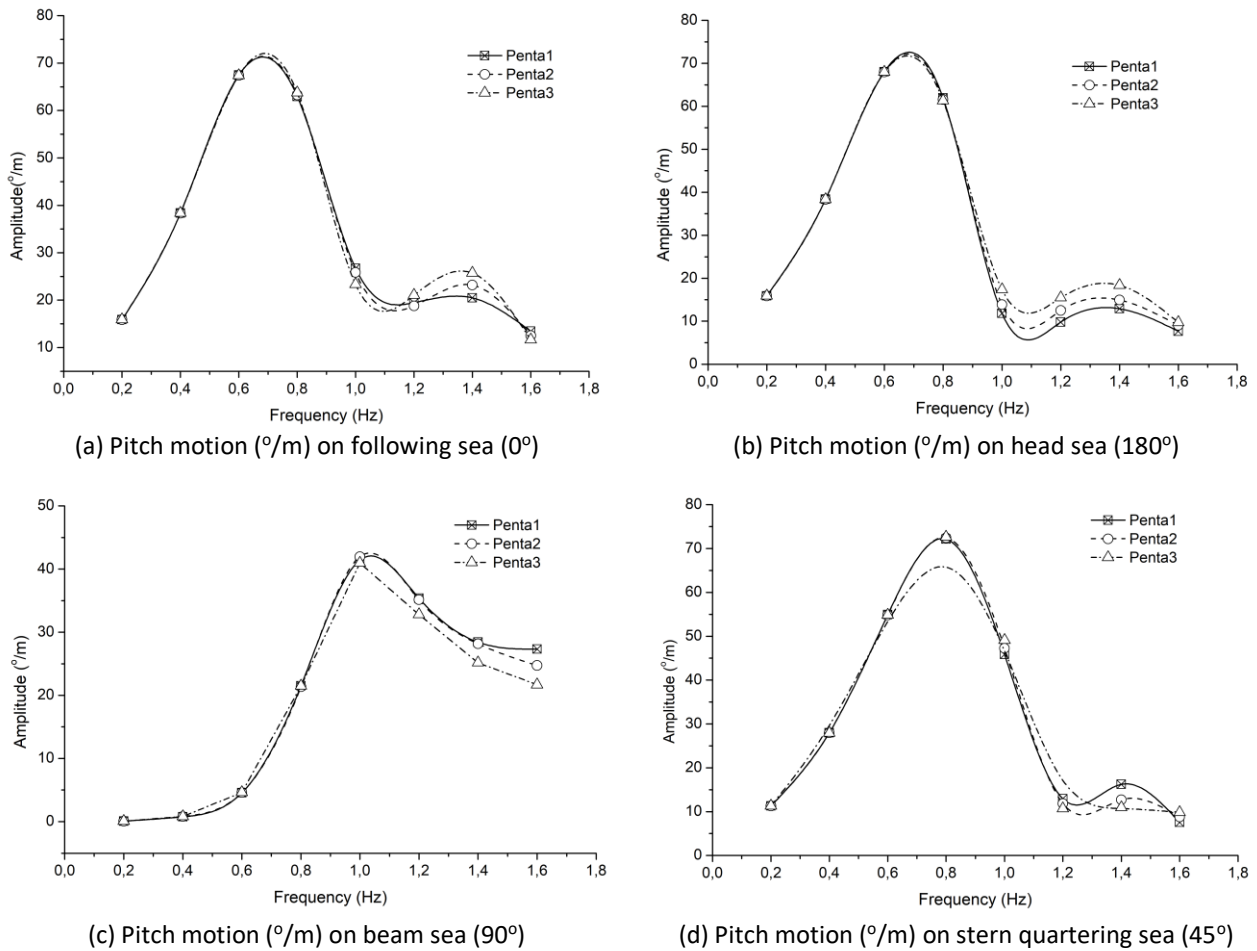 80
70
60
50
40
30
20
10
Amplitude(°/m)
0,0 0,2 0,4 0,6 0,8 1,0 1,2 1,4 1,6 1,8
Frequency (Hz)
Penta1
Penta2
Penta3
(a) Pitch motion (°/m) on following sea (0°)
80
70
60
50
40
30
20
10
0
Amplitude (°/m)
0,0 0,2 0,4 0,6 0,8 1,0 1,2 1,4 1,6 1,8
Frequency (Hz)
Penta1
Penta2
Penta3
(b) Pitch motion (°/m) on head sea (180°)
50
40
30
20
10
0
Amplitude (°/m)
0,0 0,2 0,4 0,6 0,8 1,0 1,2 1,4 1,6 1,8
Frequency (Hz)
Penta1
Penta2
Penta3
(c) Pitch motion (°/m) on beam sea (90°)
80
70
60
50
40
30
20
10
0
Amplitude (°/m)
0,0 0,2 0,4 0,6 0,8 1,0 1,2 1,4 1,6 1,8
Frequency (Hz)
Penta1
Penta2
Penta3
(d) Pitch motion (°/m) on stern quartering sea (45°)